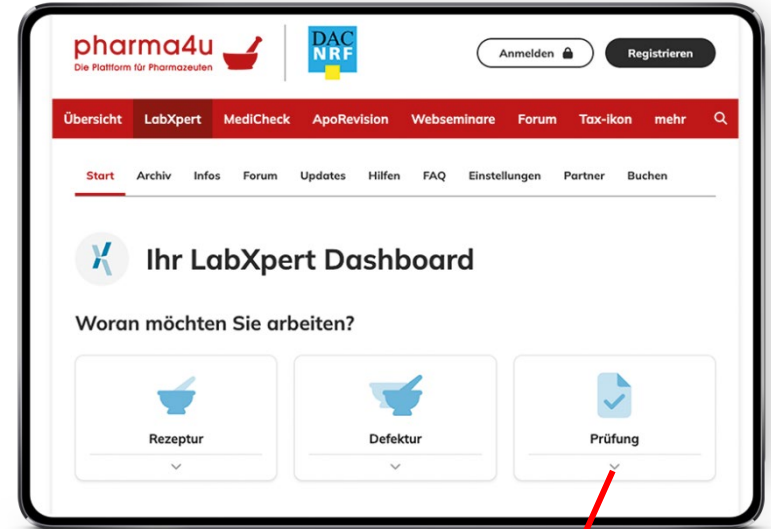 pharma4u
Die Plattform für Pharmazeuten
DAC
NRF
Anmelden
Registrieren
Übersicht LabXpert MediCheck ApoRevision Webseminare Forum Tax-ikon mehr
Start Archiv Infos Forum Updates Hilfen FAQ Einstellungen Partner Buchen
Ihr LabXpert Dashboard
Woran möchten Sie arbeiten?
Rezeptur Defektur Prüfung